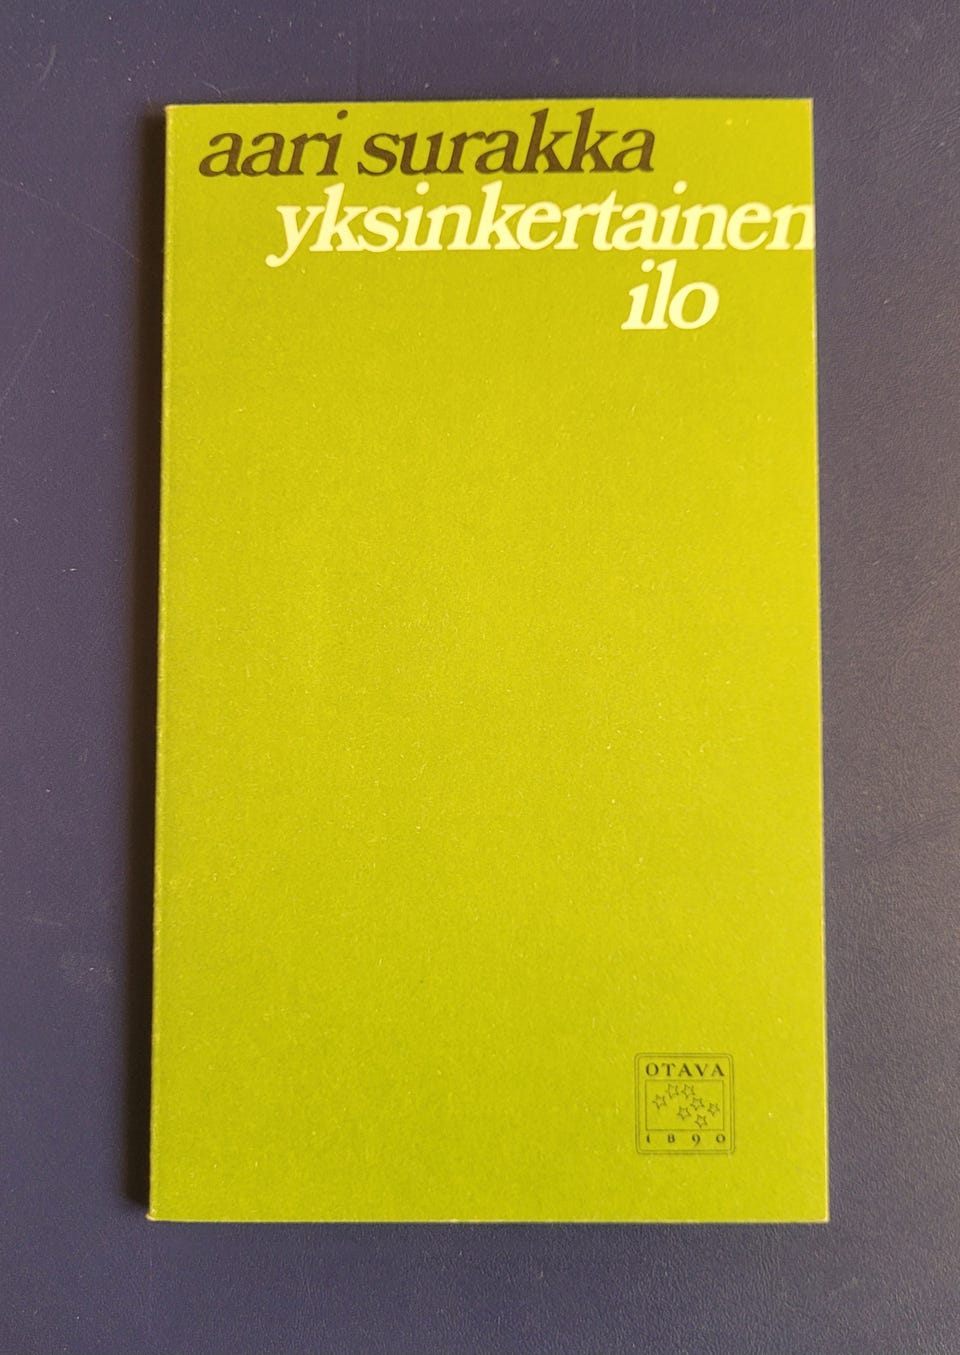 aari surakka
yksinkertainen
ilo
OTAVA
1890